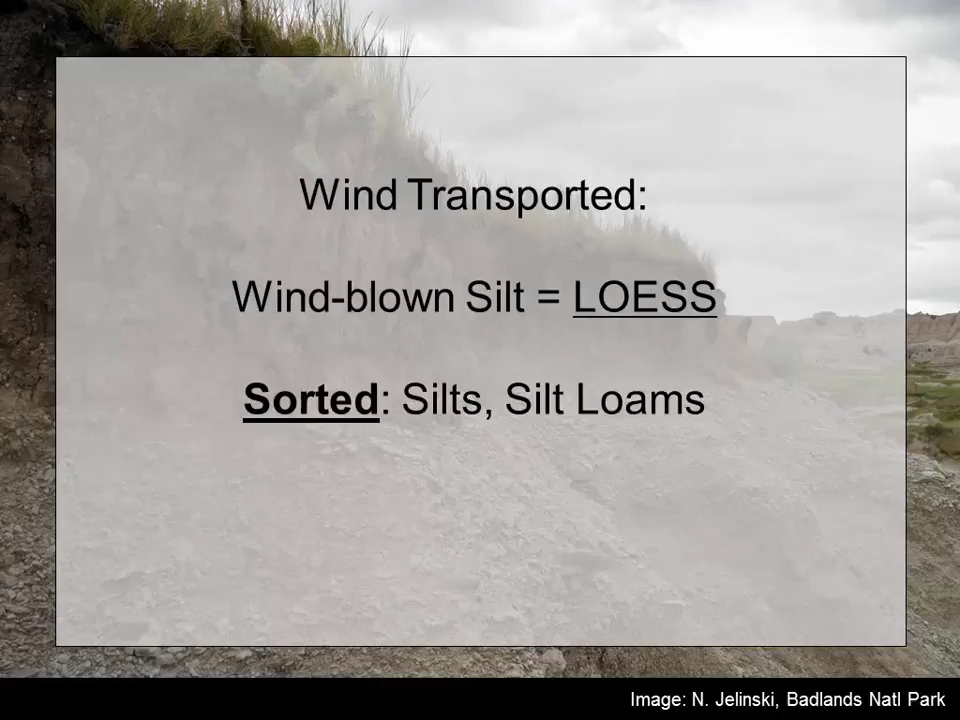 Wind Transported:
Wind-blown Silt = LOESS
Sorted: Silts, Silt Loams
Image: N. Jelinski, Badlands Natl Park